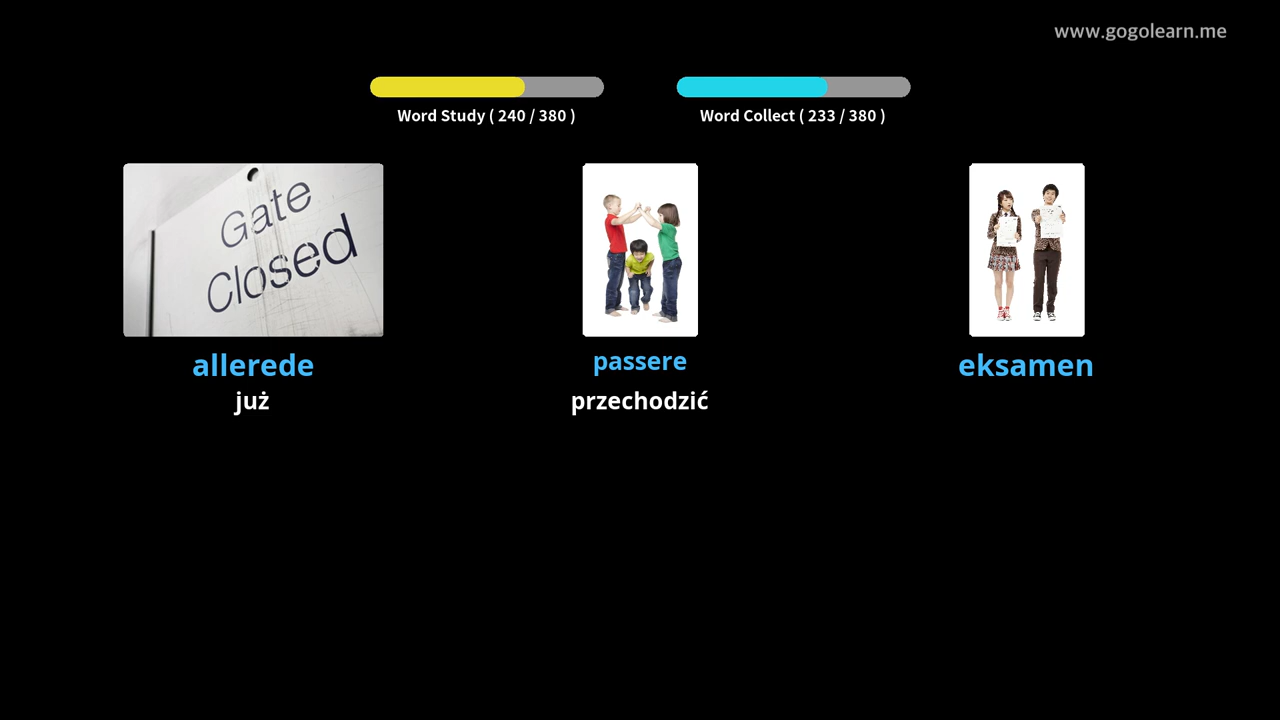 www.gogolearn.me
Word Study ( 240 / 380 )
Word Collect ( 233 / 380 )
Gate
Closed
allerede
passere
eksamen
już
przechodzić